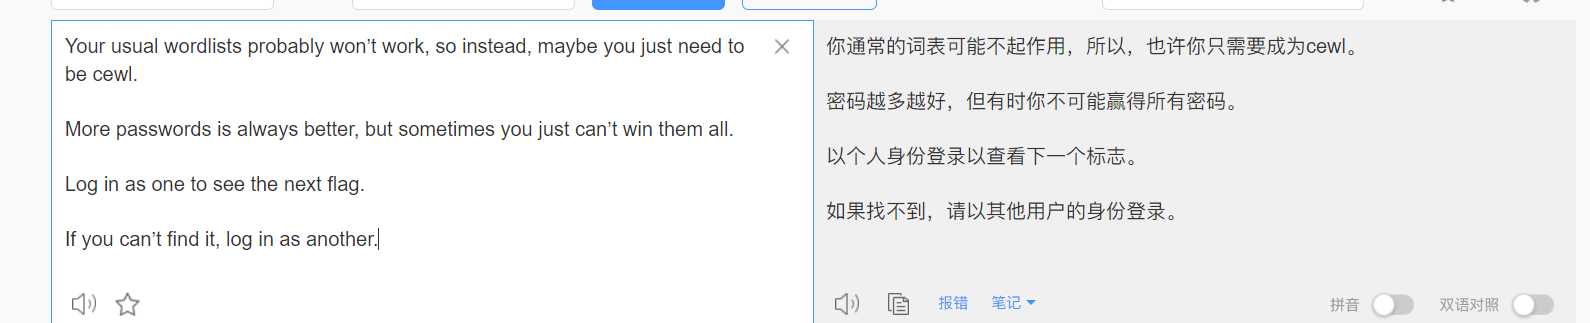 Your usual wordlists probably won’t work, so instead, maybe you just need to
be cewl.
More passwords is always better, but sometimes you just can’t win them all.
Log in as one to see the next flag.
If you can’t find it, log in as another.
你通常的词表可能不起作用，所以，也许你只需要成为cewl。
密码越多越好，但有时你不可能赢得所有密码。
以个人身份登录以查看下一个标志。
如果找不到，请以其他用户的身份登录。
报错 笔记 拼音 双语对照